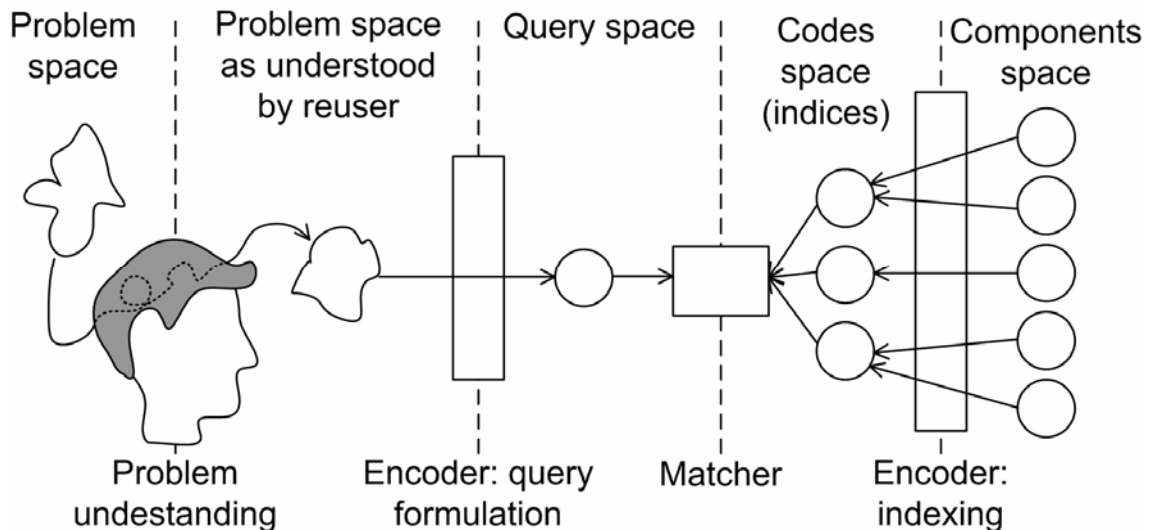 Problem
space
Problem space
as understood
by reuser
Query space
Codes
space
(indices)
Components
space
Problem
undestanding
Encoder: query
formulation
Matcher
Encoder:
indexing